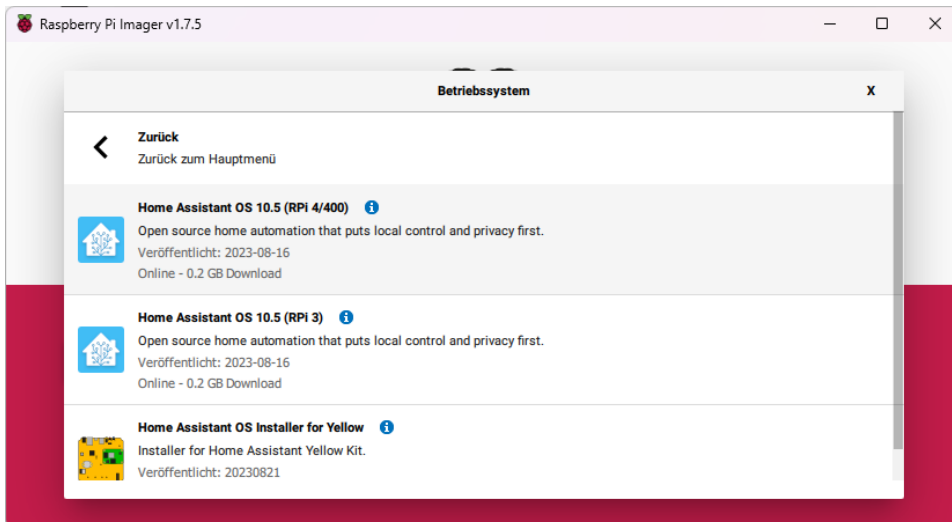 Raspberry Pi Imager v1.7.5
Betriebssystem
X
Zurück
Zurück zum Hauptmenü
Home Assistant OS 10.5 (RPi 4/400)
Open source home automation that puts local control and privacy first.
Veröffentlicht: 2023-08-16
Online - 0.2 GB Download
Home Assistant OS 10.5 (RPi 3)
Open source home automation that puts local control and privacy first.
Veröffentlicht: 2023-08-16
Online - 0.2 GB Download
Home Assistant OS Installer for Yellow
Installer for Home Assistant Yellow Kit.
Veröffentlicht: 20230821